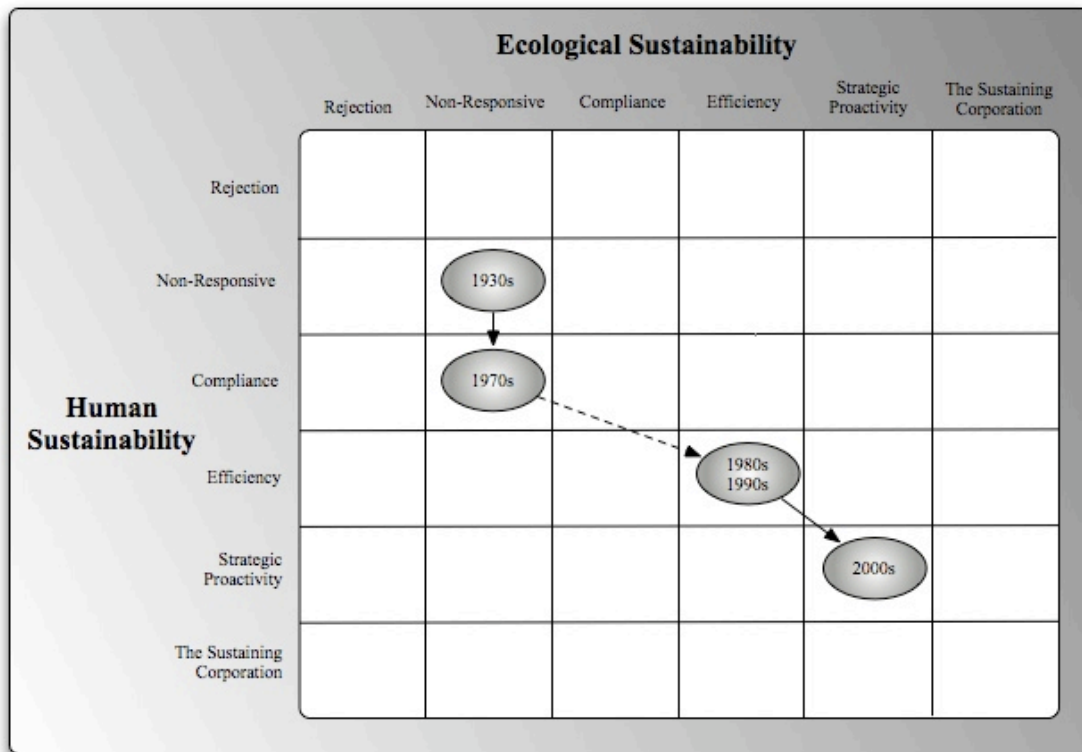 Ecological Sustainability
Rejection
Non-Responsive
Compliance
Efficiency
Strategic
Proactivity
The Sustaining
Corporation
Human
Sustainability
Rejection
Non-Responsive
Compliance
Efficiency
Strategic
Proactivity
The Sustaining
Corporation
1930s
1970s
1980s
1990s
2000s